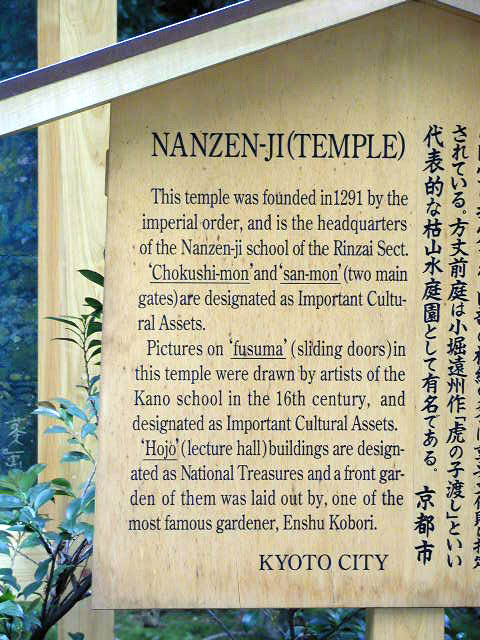 NANZEN-JI(TEMPLE)
This temple was founded in1291 by the
imperial order, and is the headquarters
of the Nanzen-ji school of the Rinzai Sect.
‘Chokushi-mon’and‘san-mon’(two main
gates)are designated as Important Cultu-
ral Assets.
Pictures on ‘fusuma’(sliding doors)in
this temple were drawn by artists of the
Kano school in the 16th century, and
designated as Important Cultural Assets.
‘Hojo’(lecture hall)buildings are design-
ated as National Treasures and a front gar-
den of them was laid out by, one of the
most famous gardener, Enshu Kobori.
KYOTO CITY
されている。方丈前庭は小堀遠州作「虎の子渡し」といい
代表的な枯山水庭園として有名である。
京都市